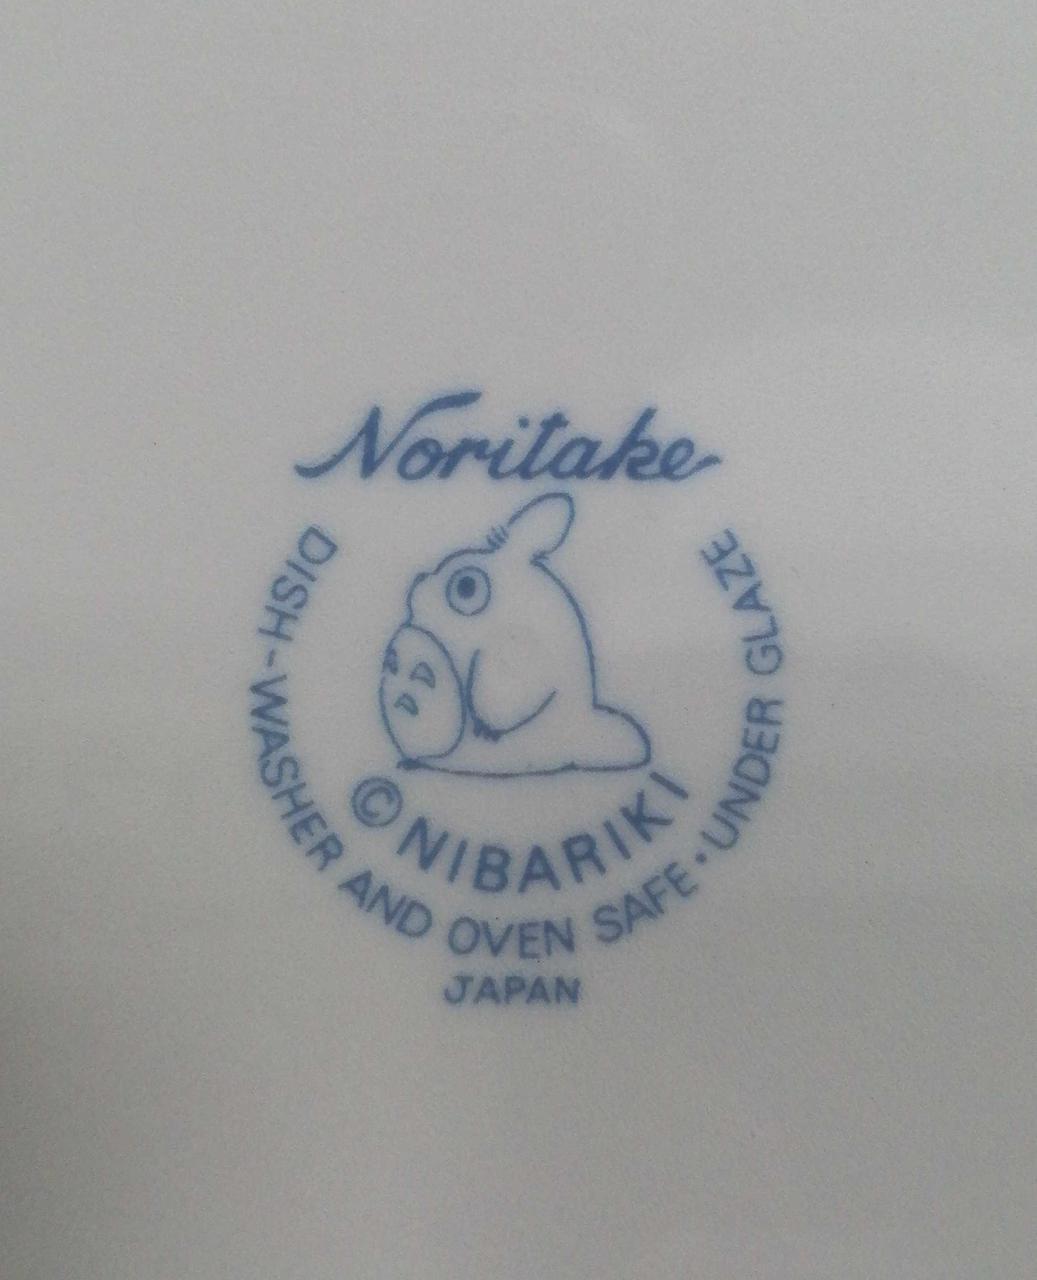 Noritake
DISH-WASHER AND OVEN SAFE·UNDER GLAZE
© NIBARIKI
JAPAN